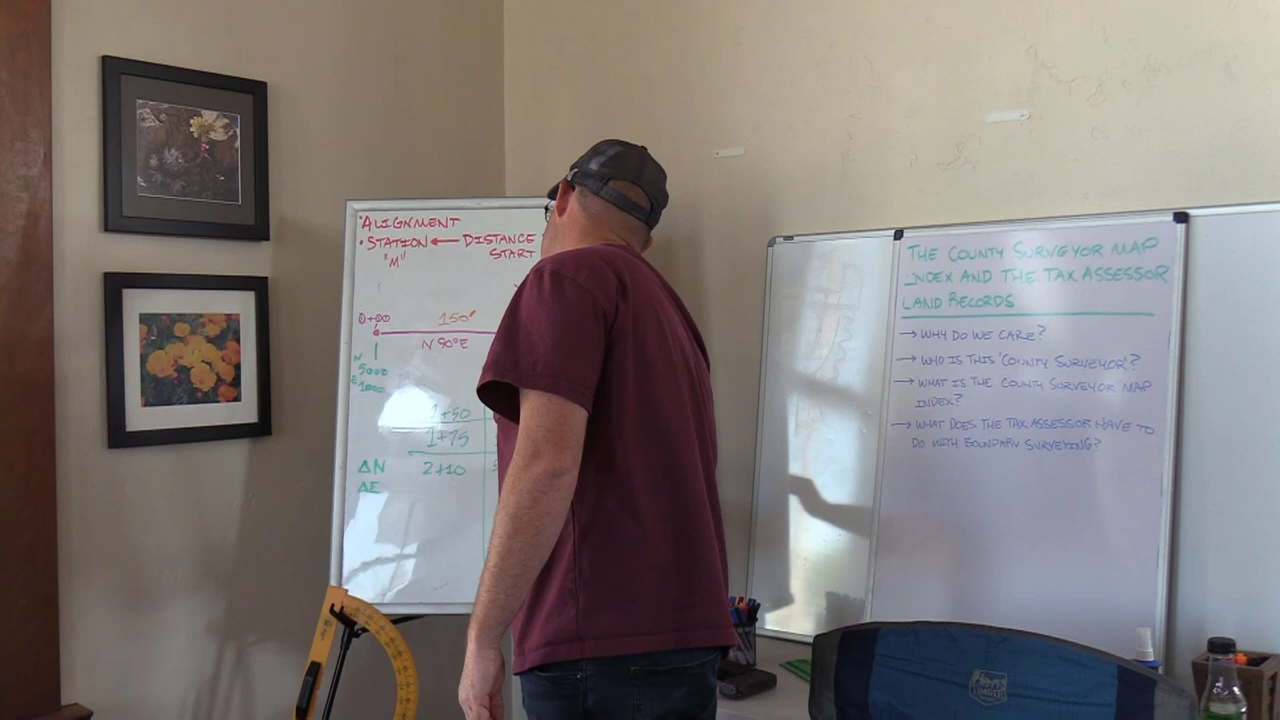 •ALIGNMENT
•STATION ← DISTANCE
"M" START
0+00
150'
N 90°E
N
5000
E
1000
1+50
1+75
ΔN 2+10
ΔE
THE COUNTY SURVEYOR MAP
INDEX AND THE TAX ASSESSOR
LAND RECORDS
→ WHY DO WE CARE?
→ WHO IS THIS 'COUNTY SURVEYOR'?
→ WHAT IS THE COUNTY SURVEYOR MAP
INDEX?
→ WHAT DOES THE TAX ASSESSOR HAVE TO
DO WITH BOUNDARY SURVEYING?